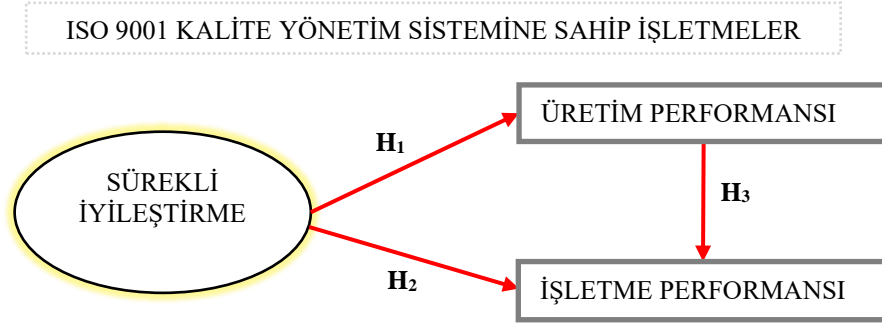 ISO 9001 KALİTE YÖNETİM SİSTEMİNE SAHİP İŞLETMELER
ÜRETİM PERFORMANSI
H₁
SÜREKLİ
İYİLEŞTİRME
H₃
H₂
İŞLETME PERFORMANSI